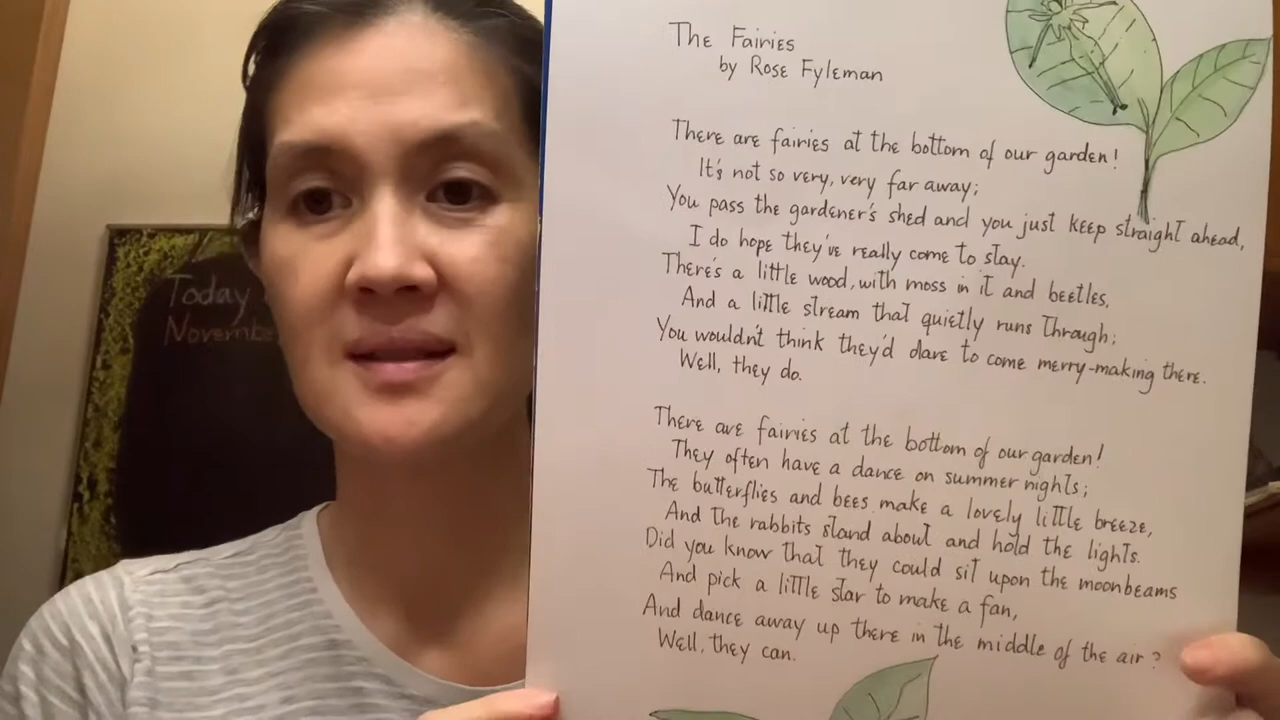 Today
November
The Fairies
by Rose Fyleman
There are fairies at the bottom of our garden!
It's not so very, very far away;
You pass the gardener's shed and you just keep straight ahead,
I do hope they've really come to stay.
There's a little wood, with moss in it and beetles,
And a little stream that quietly runs through;
You wouldn't think they'd dare to come merry-making there.
Well, they do.
There are fairies at the bottom of our garden!
They often have a dance on summer nights;
The butterflies and bees make a lovely little breeze,
And the rabbits stand about and hold the lights.
Did you know that they could sit upon the moonbeams
And pick a little star to make a fan,
And dance away up there in the middle of the air?
Well, they can.